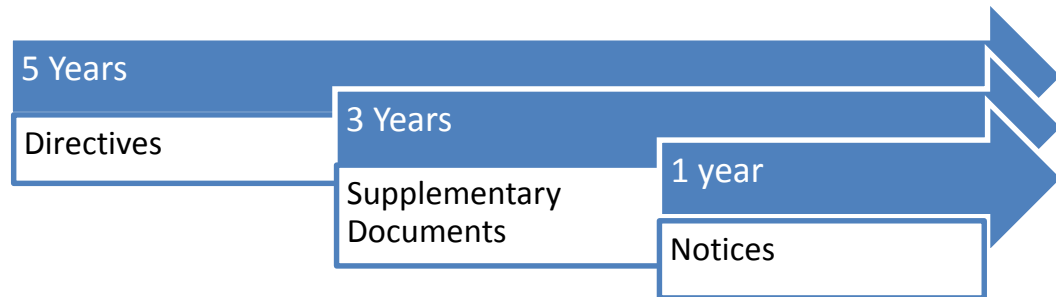 5 Years
Directives
3 Years
Supplementary
Documents
1 year
Notices